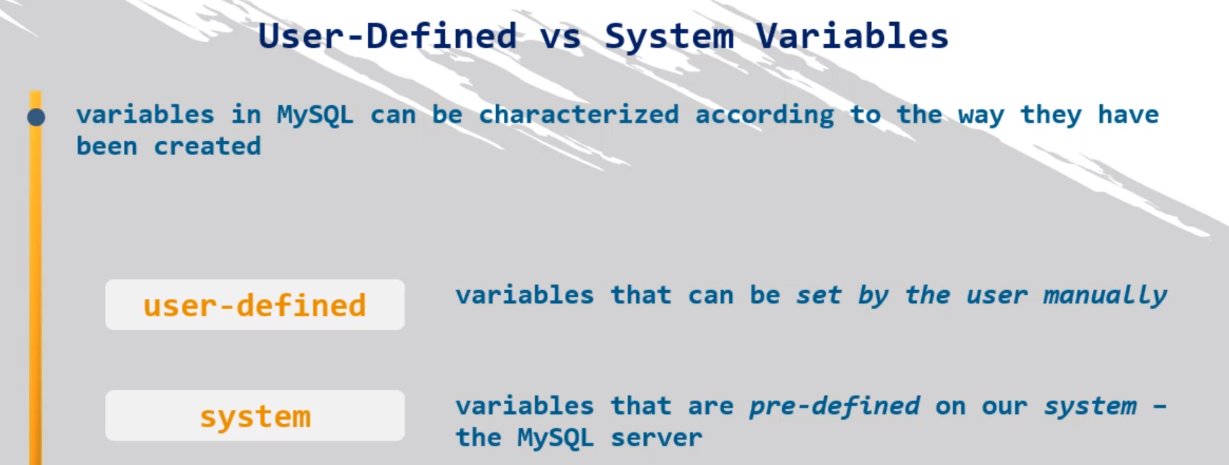 User-Defined vs System Variables
variables in MySQL can be characterized according to the way they have
been created
user-defined
variables that can be set by the user manually
system
variables that are pre-defined on our system –
the MySQL server